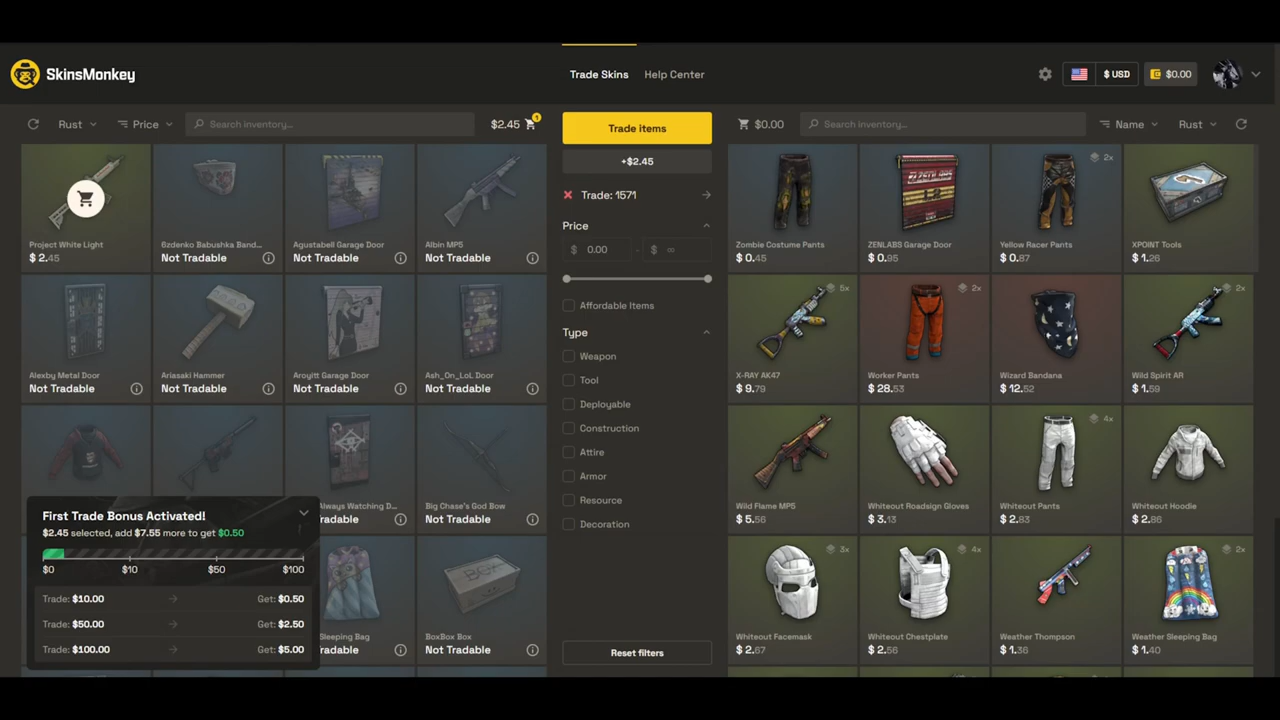 SkinsMonkey
Trade Skins
Help Center
$ USD
$0.00
Rust
Price
Search inventory...
$2.45
1
Project White Light
$ 2.45
Bzdenko Babushka Band...
Not Tradable
Agustabell Garage Door
Not Tradable
Albin MP5
Not Tradable
Alexby Metal Door
Not Tradable
Ariasaki Hammer
Not Tradable
Aroyitt Garage Door
Not Tradable
Ash_On_LoL Door
Not Tradable
Always Watching D...
radable
Big Chase's God Bow
Not Tradable
Sleeping Bag
radable
BOX
BoxBox Box
Not Tradable
First Trade Bonus Activated!
$2.45 selected, add $7.55 more to get $0.50
$0
$10
$50
$100
Trade: $10.00
Get: $0.50
Trade: $50.00
Get: $2.50
Trade: $100.00
Get: $5.00
Trade items
+$2.45
Trade: 1571
Price
$ 0.00 - $ ∞
Affordable Items
Type
Weapon
Tool
Deployable
Construction
Attire
Armor
Resource
Decoration
Reset filters
$0.00
Search inventory...
Name
Rust
Zombie Costume Pants
$ 0.45
ZENLABS
ZENLABS Garage Door
$ 0.95
2x
Yellow Racer Pants
$ 0.87
XPOINT Tools
$ 1.26
5x
X-RAY AK47
$ 9.79
2x
Worker Pants
$ 28.53
Wizard Bandana
$ 12.52
2x
Wild Spirit AR
$ 1.59
Wild Flame MP5
$ 5.56
Whiteout Roadsign Gloves
$ 3.13
4x
Whiteout Pants
$ 2.83
Whiteout Hoodie
$ 2.86
3x
Whiteout Facemask
$ 2.67
4x
Whiteout Chestplate
$ 2.56
Weather Thompson
$ 1.36
2x
Weather Sleeping Bag
$ 1.40